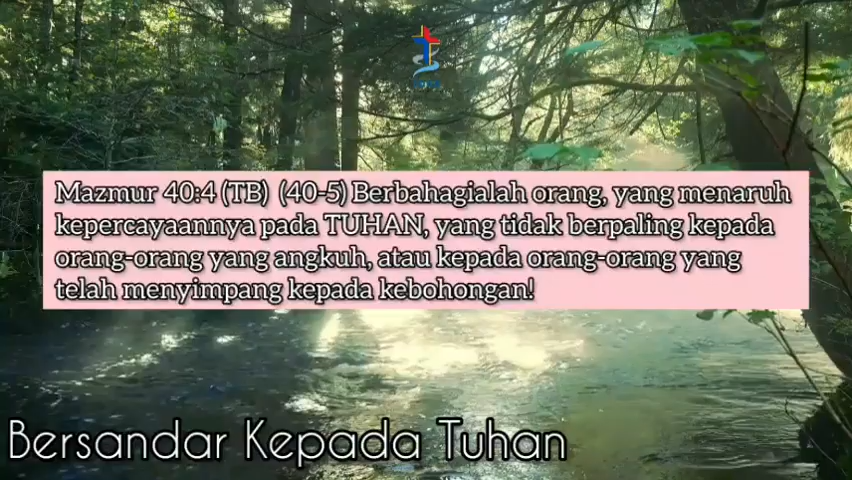 Mazmur 40:4 (TB) (40-5) Berbahagialah orang, yang menaruh
kepercayaannya pada TUHAN, yang tidak berpaling kepada
orang-orang yang angkuh, atau kepada orang-orang yang
telah menyimpang kepada kebohongan!
Bersandar Kepada Tuhan